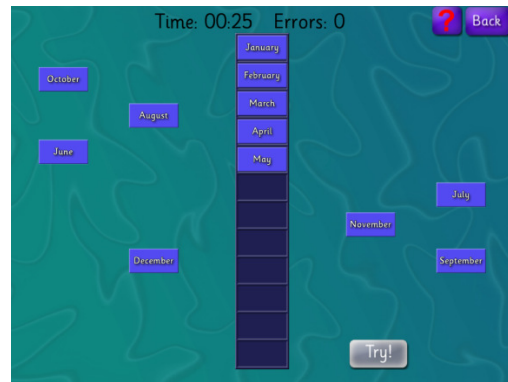 Time: 00:25 Errors: 0
?
Back
January
February
March
April
May
October
August
June
July
November
December
September
Try!